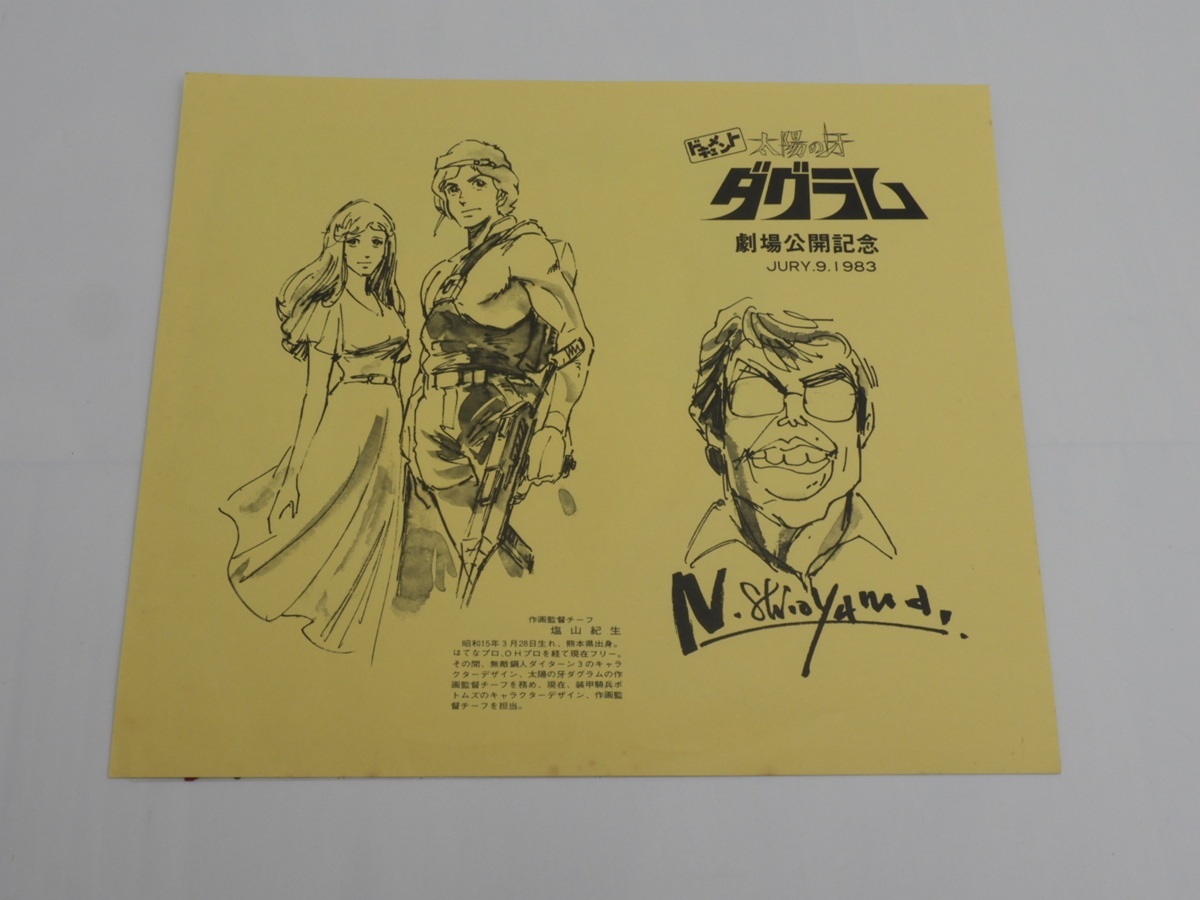 ドキュメント 太陽の牙
ダグラム
劇場公開記念
JURY.9.1983
N. Shioyama.
作画監督チーフ
塩山紀生
昭和15年3月28日生れ、熊本県出身。
はてなプロ、OHプロを経て現在フリー。
その間、無敵鋼人ダイターン3のキャラ
クターデザイン、太陽の牙ダグラムの作
画監督チーフを務め、現在、装甲騎兵ボ
トムズのキャラクターデザイン、作画監
督チーフを担当。